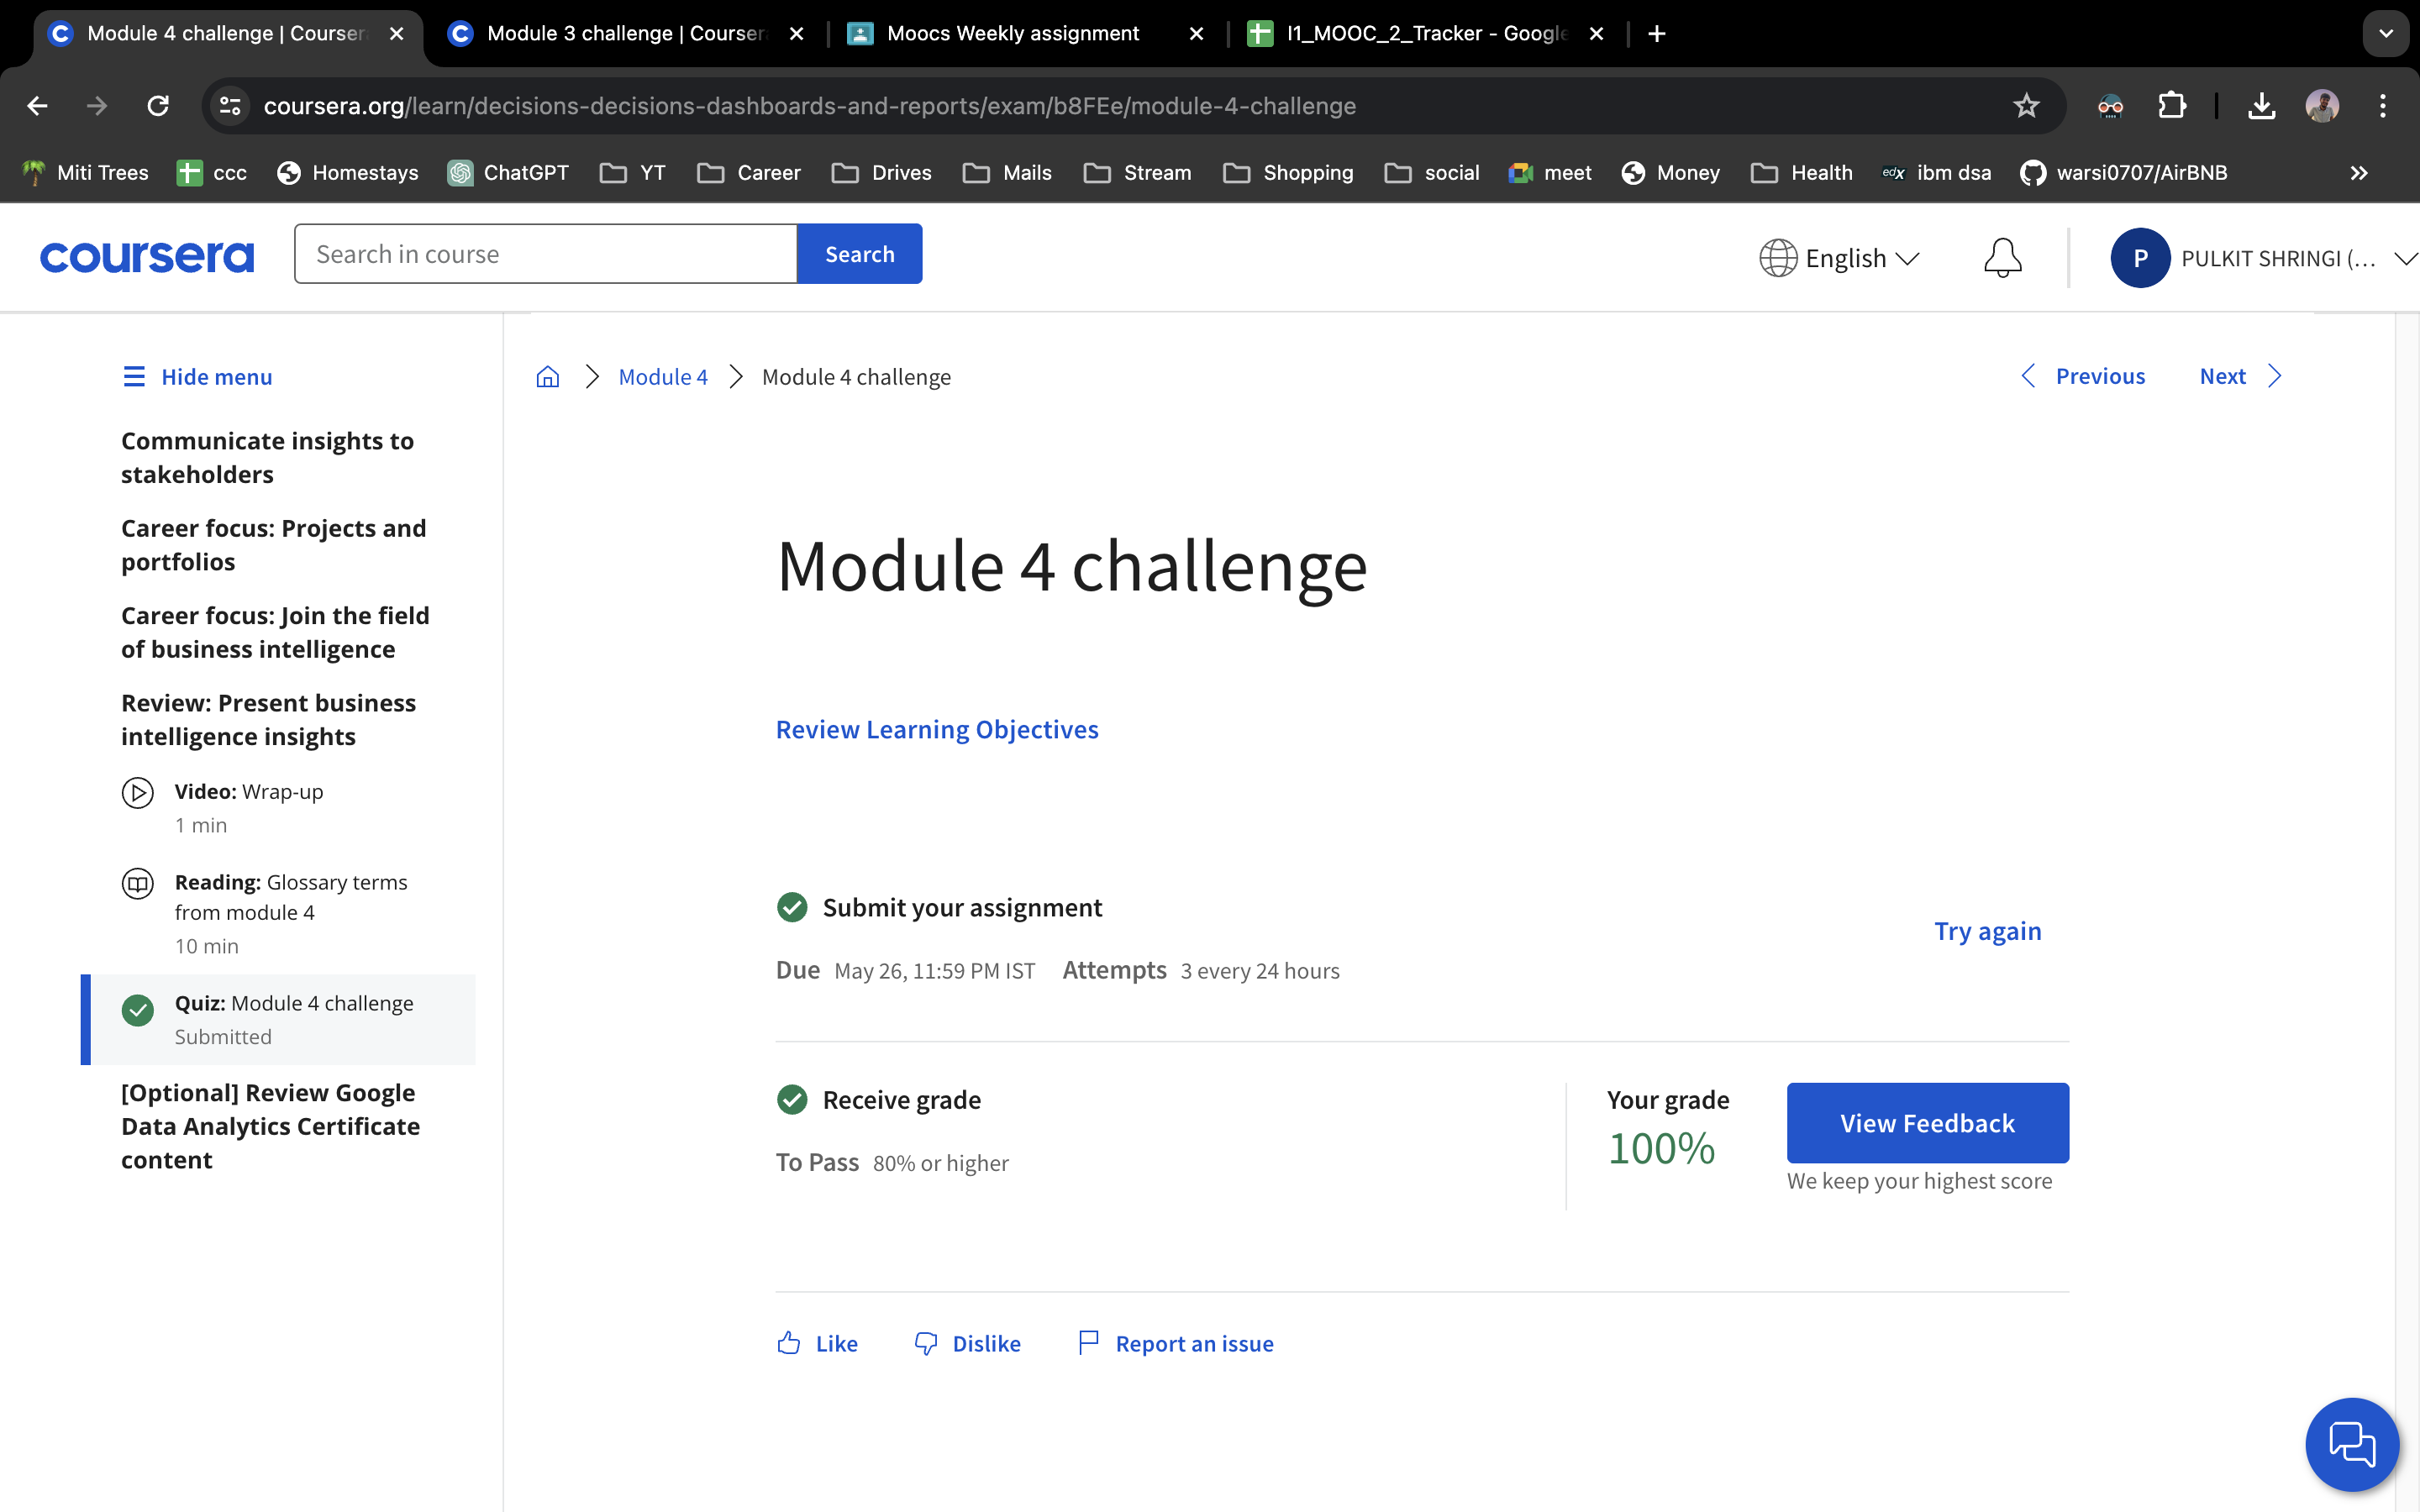 Module 4 challenge | Courser
Module 3 challenge | Courser
Moocs Weekly assignment
I1_MOOC_2_Tracker - Google
coursera.org/learn/decisions-decisions-dashboards-and-reports/exam/b8FEe/module-4-challenge
Miti Trees
ccc
Homestays
ChatGPT
YT
Career
Drives
Mails
Stream
Shopping
social
meet
Money
Health
edX
ibm dsa
warsi0707/AirBNB
coursera
Search in course
Search
English
P
PULKIT SHRINGI (...
Hide menu
Communicate insights to
stakeholders
Career focus: Projects and
portfolios
Career focus: Join the field
of business intelligence
Review: Present business
intelligence insights
Video: Wrap-up
1 min
Reading: Glossary terms
from module 4
10 min
Quiz: Module 4 challenge
Submitted
[Optional] Review Google
Data Analytics Certificate
content
Module 4
Module 4 challenge
Previous
Next
Module 4 challenge
Review Learning Objectives
Submit your assignment
Due May 26, 11:59 PM IST Attempts 3 every 24 hours
Try again
Receive grade
To Pass 80% or higher
Your grade
100%
View Feedback
We keep your highest score
Like
Dislike
Report an issue